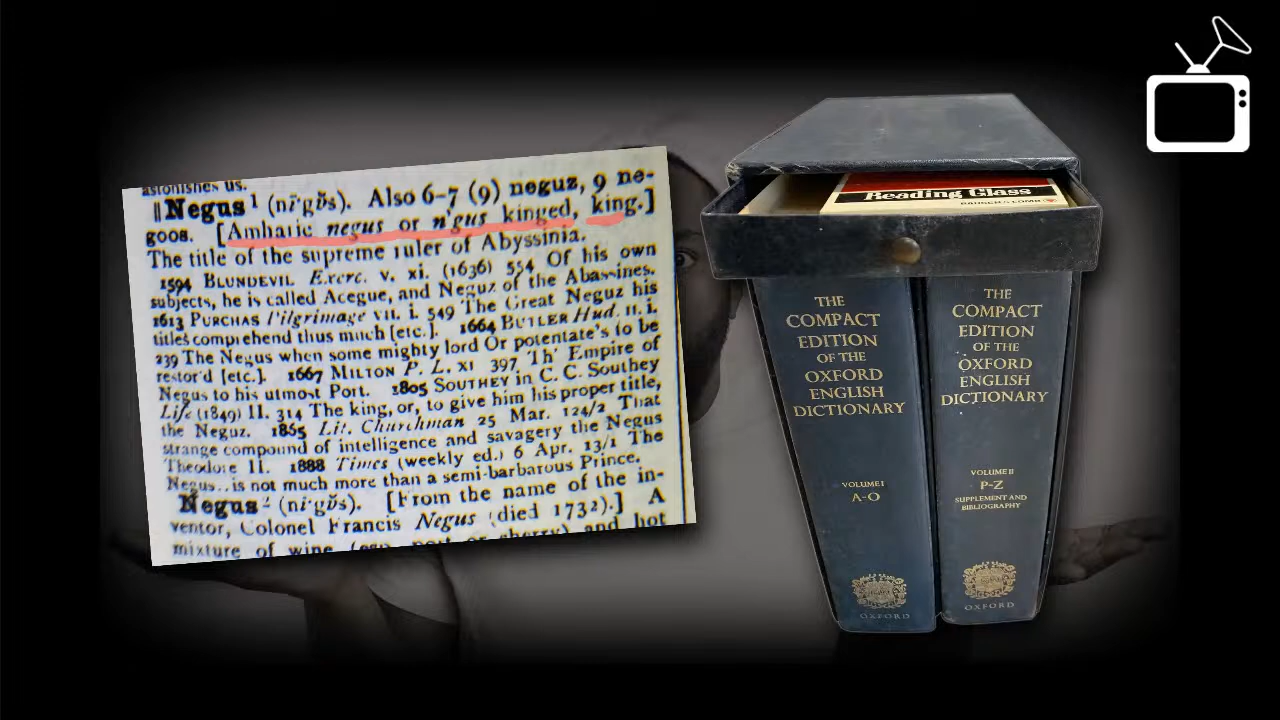 astonishes us.
‖Negus¹ (nī·gŭs). Also 6–7 (9) neguz, 9 ne-
goos. [Amharic negus or n'gus kinged, king.]
The title of the supreme ruler of Abyssinia.
1594 BLUNDEVIL Exerc. v. xi. (1636) 554 Of his own
subjects, he is called Acegue, and Neguz of the Abassines.
1613 PURCHAS Pilgrimage VII. i. 549 The Great Neguz his
titles comprehend thus much [etc.]. 1664 BUTLER Hud. II. i.
239 The Negus when some mighty lord Or potentate's to be
restor'd [etc.]. 1667 MILTON P. L. XI 397 Th' Empire of
Negus to his utmost Port. 1805 SOUTHEY in C. C. Southey
Life (1849) II. 314 The king, or, to give him his proper title,
the Neguz. 1865 Lit. Churchman 25 Mar. 124/2 That
strange compound of intelligence and savagery the Negus
Theodore II. 1888 Times (weekly ed.) 6 Apr. 13/1 The
Negus..is not much more than a semi-barbarous Prince.
Negus² (nī·gŭs). [From the name of the in-
ventor, Colonel Francis Negus (died 1732).] A
mixture of wine (esp. port or sherry) and hot
Reading Glass
BAUSCH & LOMB
THE
COMPACT
EDITION
OF THE
OXFORD
ENGLISH
DICTIONARY
VOLUME I
A-O
OXFORD
THE
COMPACT
EDITION
OF THE
OXFORD
ENGLISH
DICTIONARY
VOLUME II
P-Z
SUPPLEMENT AND
BIBLIOGRAPHY
OXFORD